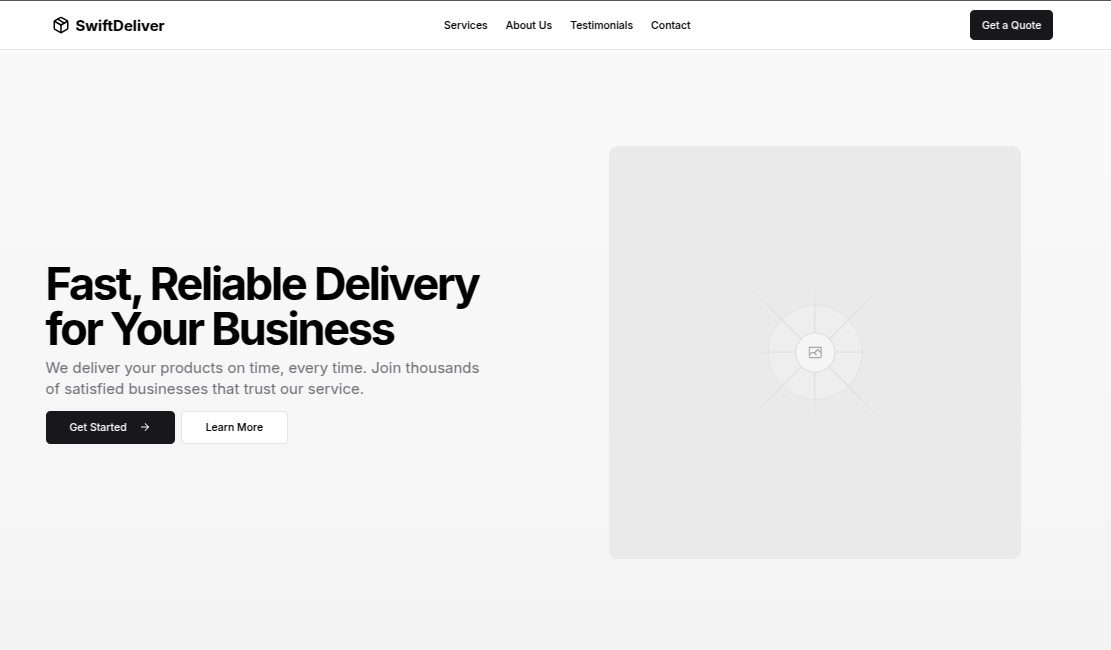 SwiftDeliver
Services
About Us
Testimonials
Contact
Get a Quote
Fast, Reliable Delivery
for Your Business
We deliver your products on time, every time. Join thousands
of satisfied businesses that trust our service.
Get Started
Learn More